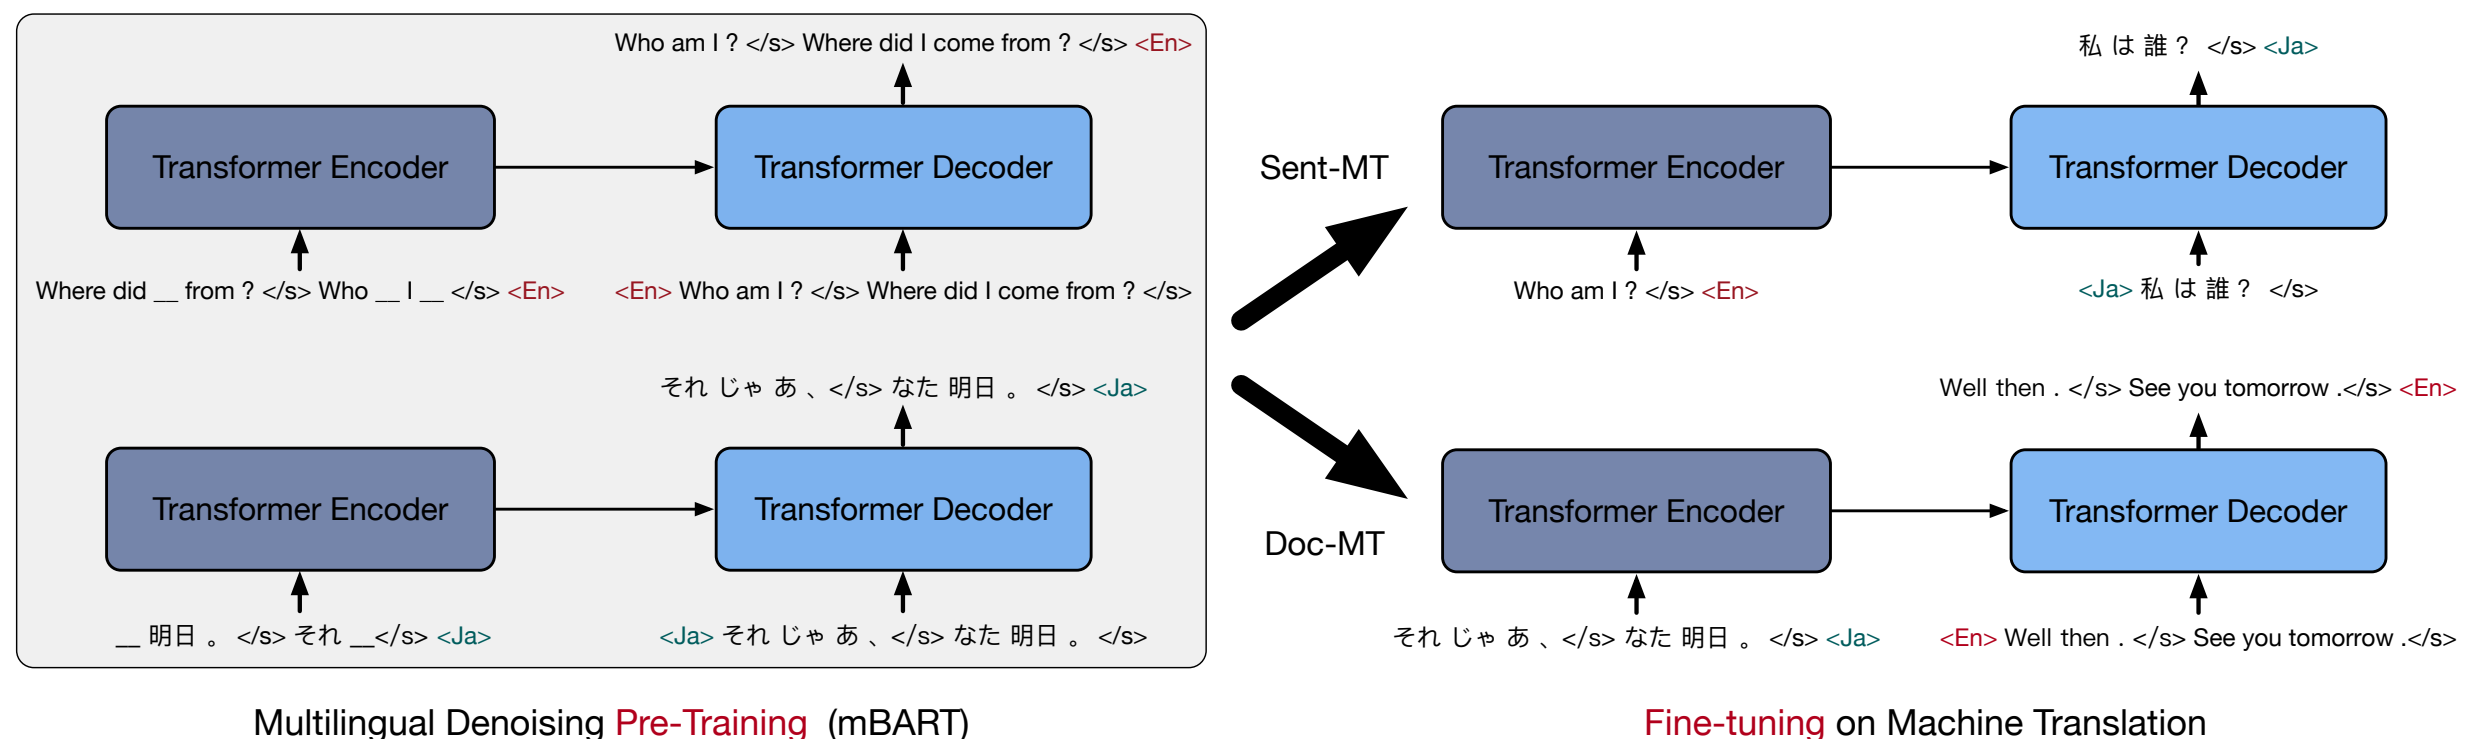 Who am I ? </s> Where did I come from ? </s> <En>
Transformer Encoder
Transformer Decoder
Where did __ from ? </s> Who __ I __ </s> <En>
<En> Who am I ? </s> Where did I come from ? </s>
それ じゃ あ 、</s> なた 明日 。 </s> <Ja>
Transformer Encoder
Transformer Decoder
__ 明日 。 </s> それ __</s> <Ja>
<Ja> それ じゃ あ 、</s> なた 明日 。 </s>
Multilingual Denoising Pre-Training (mBART)
Sent-MT
Doc-MT
私 は 誰 ? </s> <Ja>
Transformer Encoder
Transformer Decoder
Who am I ? </s> <En>
<Ja> 私 は 誰 ? </s>
Well then . </s> See you tomorrow .</s> <En>
Transformer Encoder
Transformer Decoder
それ じゃ あ 、</s> なた 明日 。 </s> <Ja>
<En> Well then . </s> See you tomorrow .</s>
Fine-tuning on Machine Translation